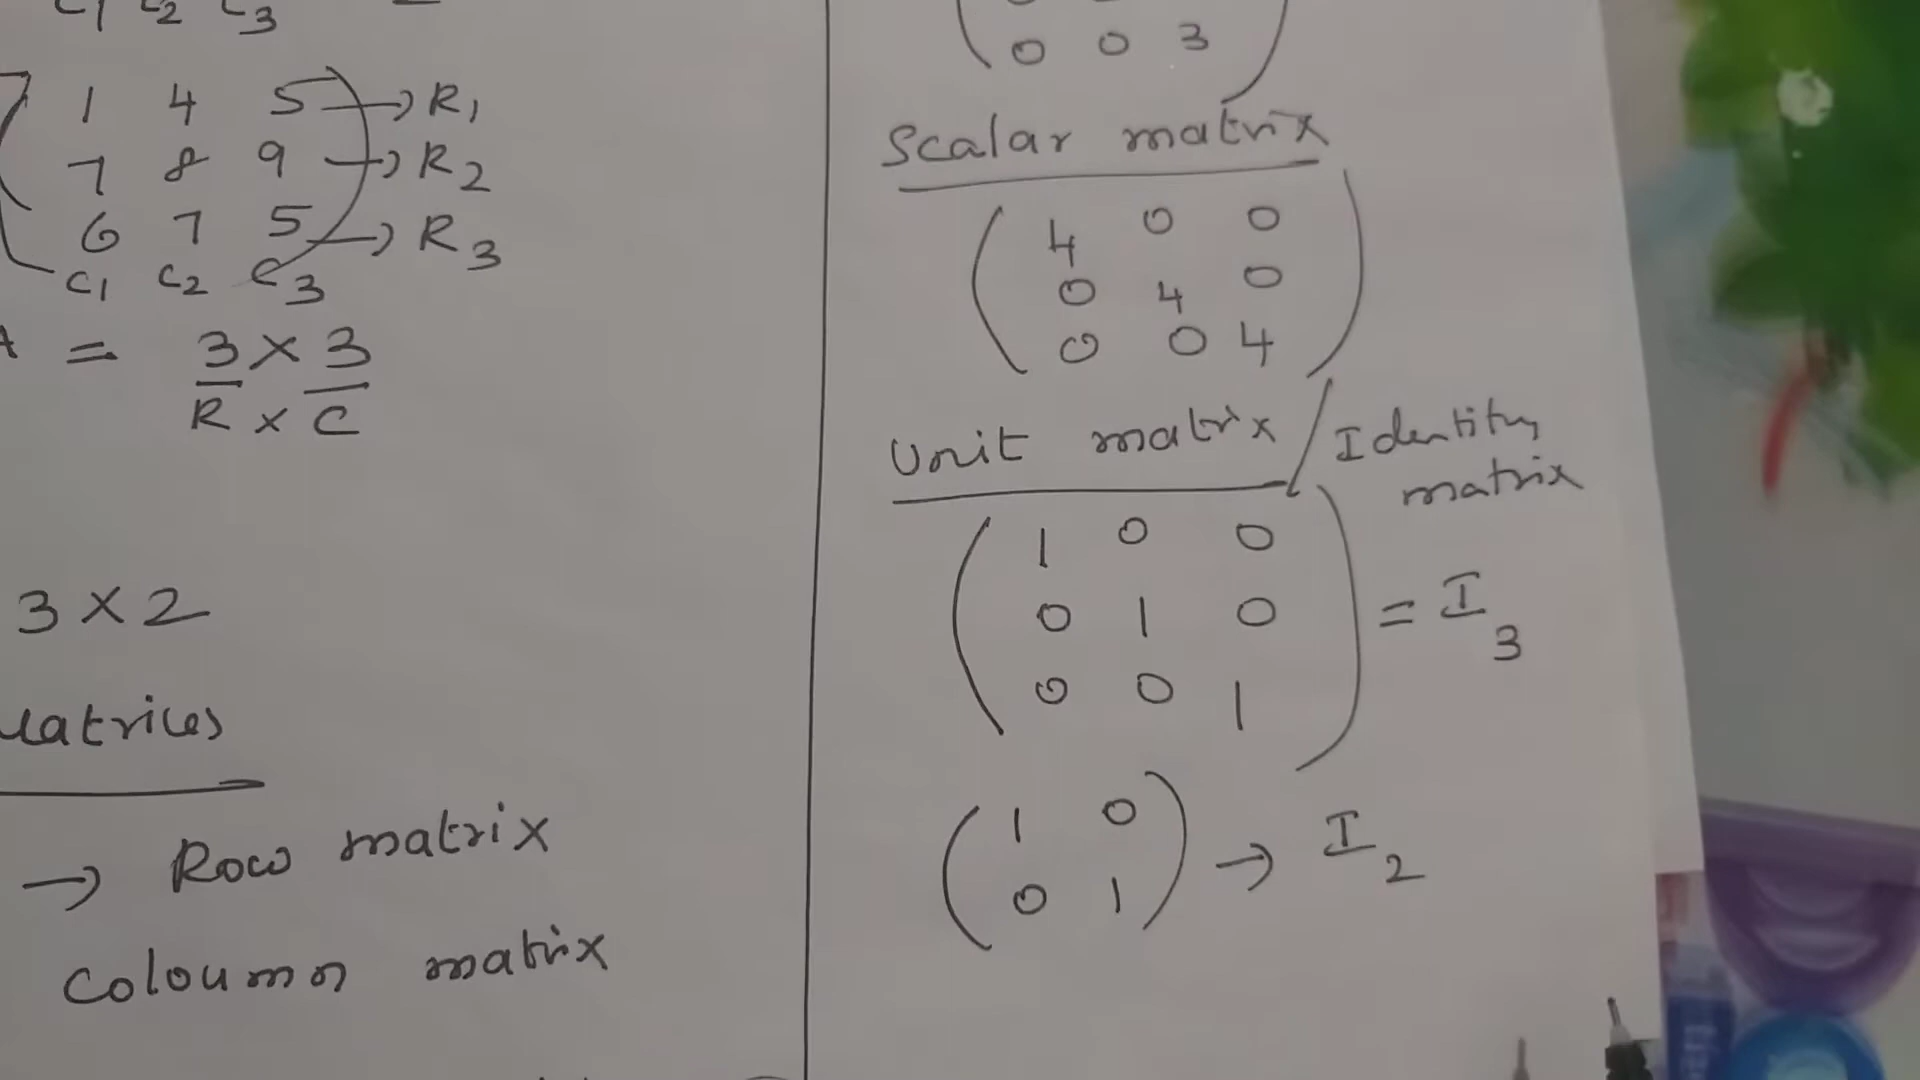 C1 C2 C3
1 4 5 → R1
7 8 9 → R2
6 7 5 → R3
C1 C2 C3
= 3 × 3
R × C
3 × 2
atrices
→ Row matrix
Coloumn matrix
0 0 3
Scalar matrix
4 0 0
0 4 0
0 0 4
Unit matrix / Identity
matrix
1 0 0
0 1 0 = I3
0 0 1
1 0
0 1 → I2